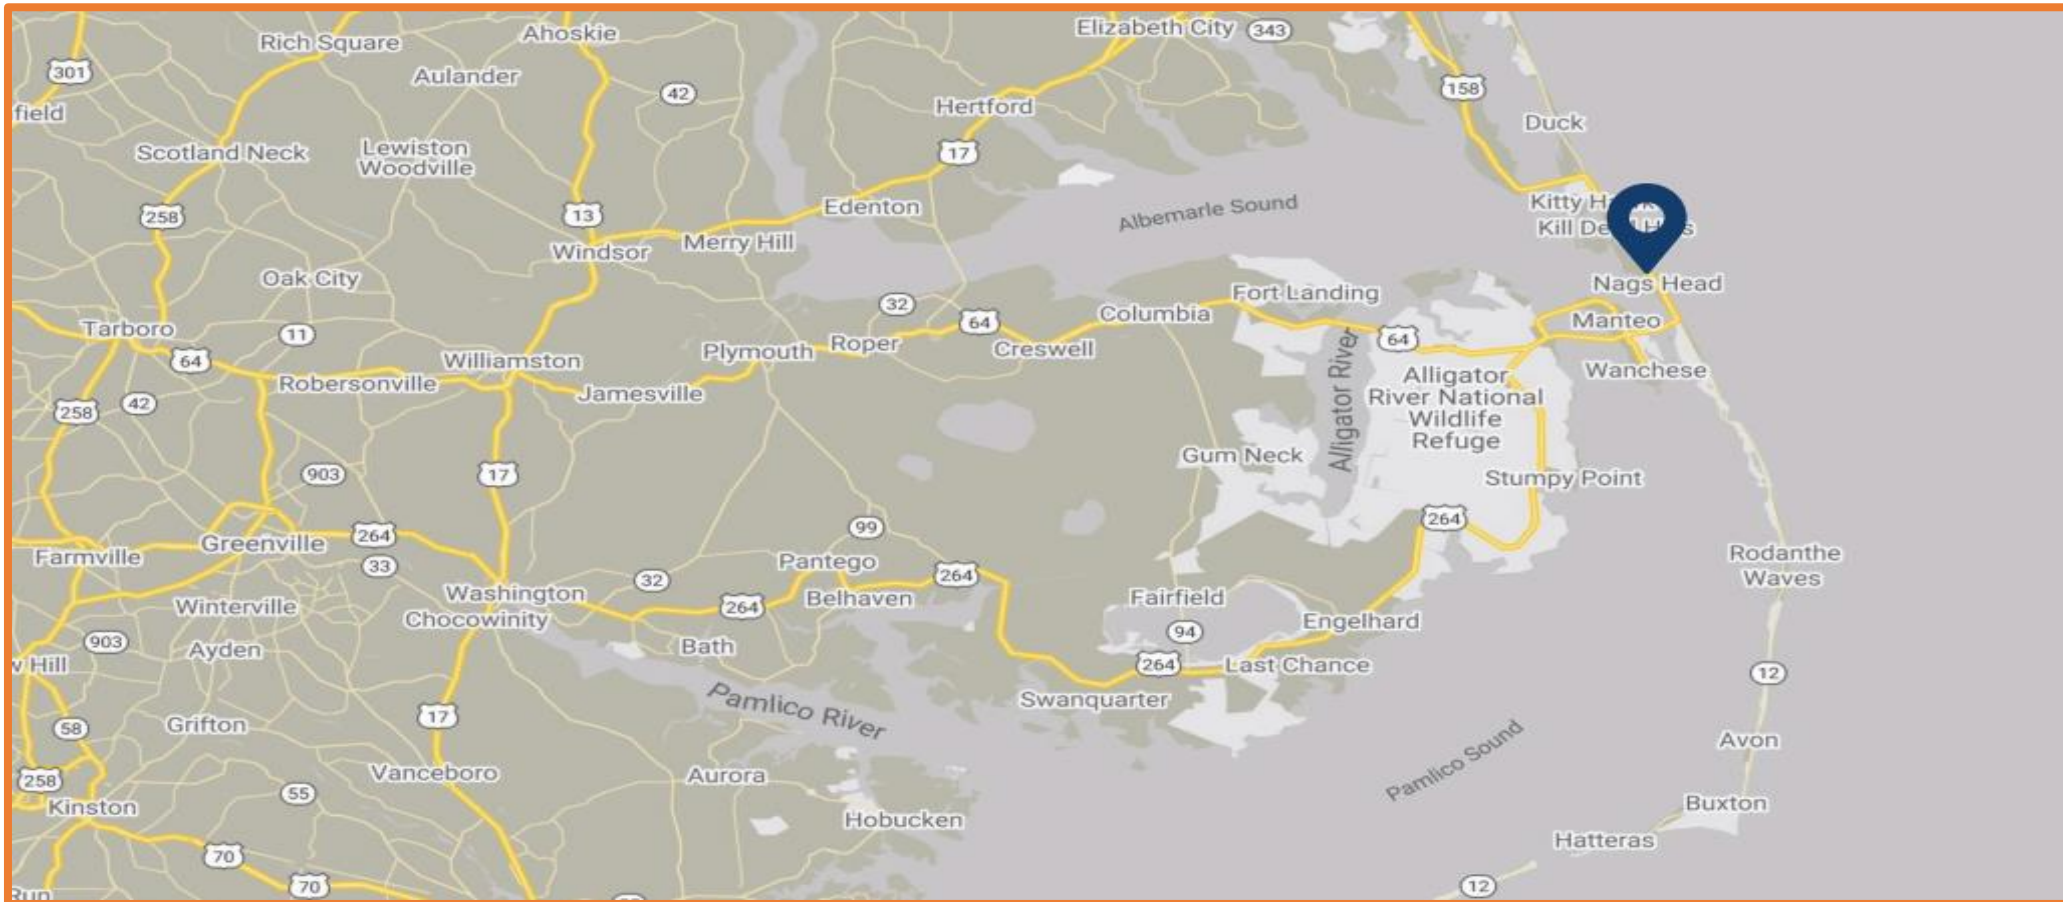 Rich Square
Ahoskie
Elizabeth City
343
301
Aulander
42
158
field
Hertford
Duck
Scotland Neck
Lewiston
Woodville
17
258
13
Edenton
Albemarle Sound
Kitty
Kill
Windsor
Merry Hill
Oak City
Nags Head
Fort Landing
32
Columbia
Tarboro
11
64
Manteo
64
Roper
Creswell
64
Williamston
Plymouth
Alligator River
Wanchese
Robersonville
Jamesville
Alligator
River National
Wildlife
Refuge
258
42
Gum Neck
903
17
Stumpy Point
264
99
264
Greenville
Farmville
33
Pantego
264
Rodanthe
Waves
32
Washington
Belhaven
Fairfield
264
Winterville
Chocowinity
Engelhard
94
903
Ayden
Bath
w Hill
264
Last Chance
12
Swanquarter
Pamlico River
17
58
Grifton
Avon
Pamlico Sound
258
Vanceboro
Aurora
55
Kinston
Buxton
Hobucken
Hatteras
70
70
12
Run